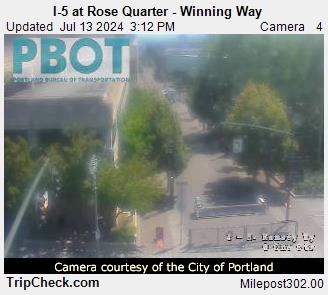 I-5 at Rose Quarter - Winning Way
Updated Jul 13 2024 3:12 PM Camera 4
PBOT
PORTLAND BUREAU OF TRANSPORTATION
Camera courtesy of the City of Portland
TripCheck.com Milepost302.00